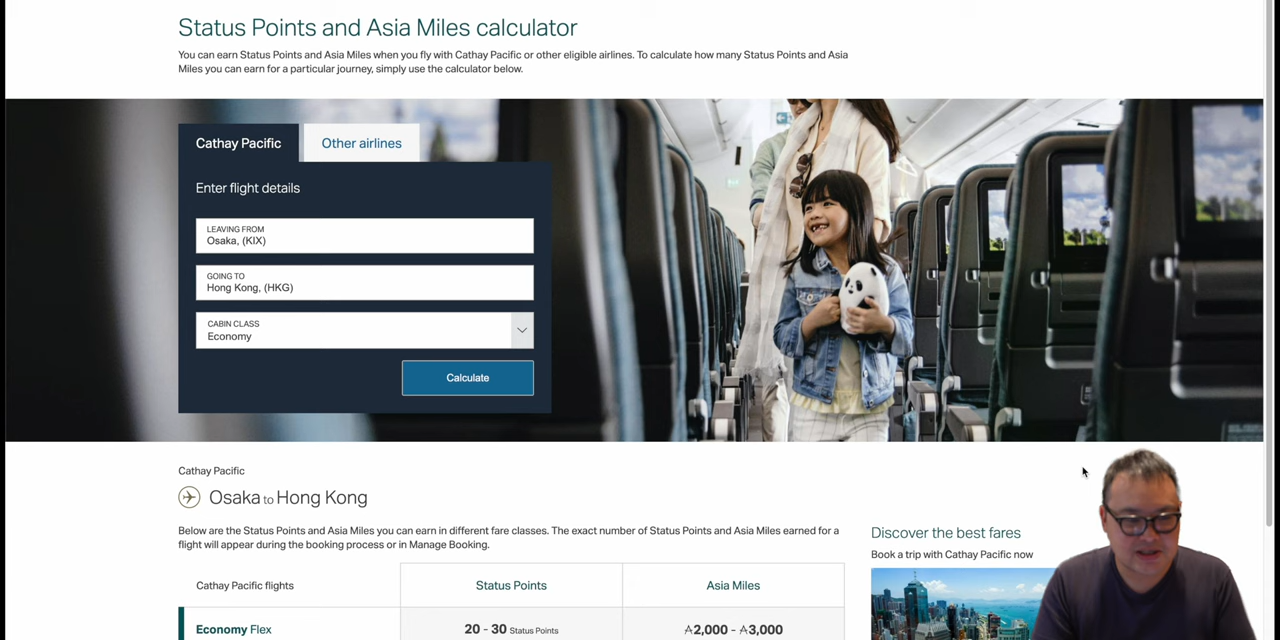 Status Points and Asia Miles calculator
You can earn Status Points and Asia Miles when you fly with Cathay Pacific or other eligible airlines. To calculate how many Status Points and Asia
Miles you can earn for a particular journey, simply use the calculator below.
Cathay Pacific
Other airlines
Enter flight details
LEAVING FROM
Osaka, (KIX)
GOING TO
Hong Kong, (HKG)
CABIN CLASS
Economy
Calculate
Cathay Pacific
Osaka to Hong Kong
Below are the Status Points and Asia Miles you can earn in different fare classes. The exact number of Status Points and Asia Miles earned for a
flight will appear during the booking process or in Manage Booking.
Cathay Pacific flights
Status Points
Asia Miles
Economy Flex
20 - 30 Status Points
₳2,000 - ₳3,000
Discover the best fares
Book a trip with Cathay Pacific now